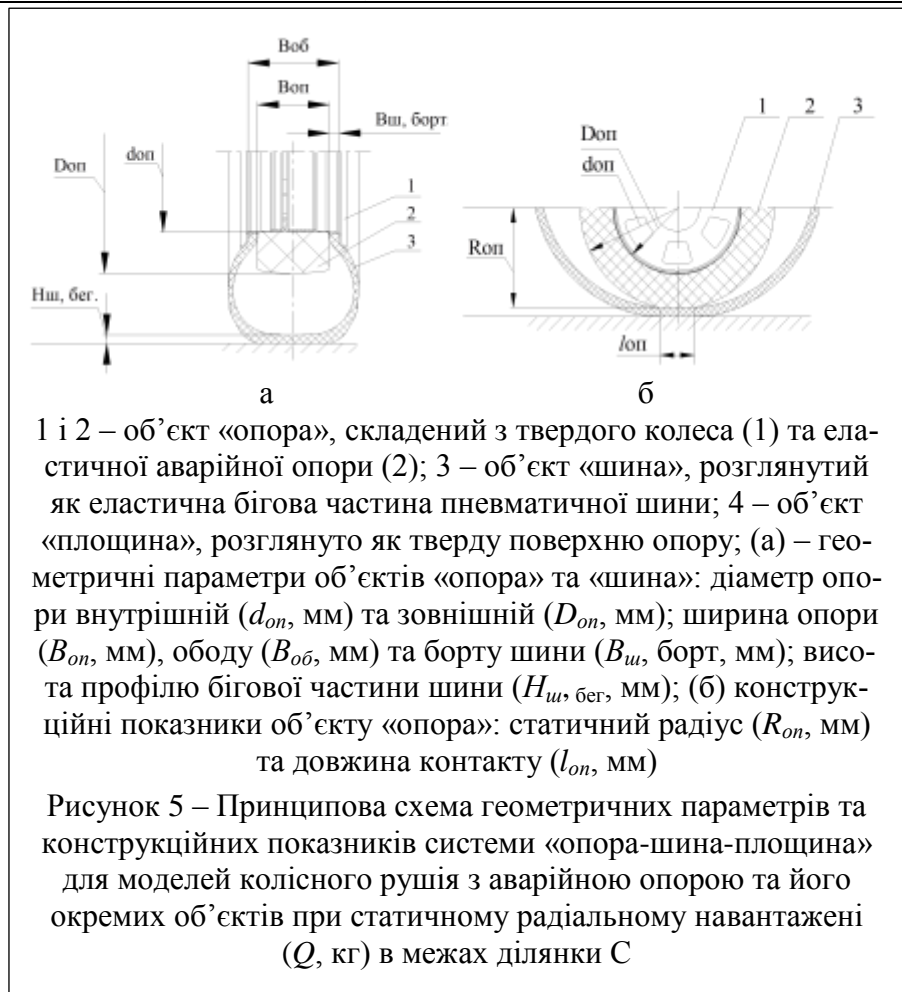 Воб
Воп
Вш, борт
dоп
Dоп
1
2
3
Нш, бег.
1
2
3
Dоп
dоп
Rоп
lоп
а
б
1 і 2 – об’єкт «опора», складений з твердого колеса (1) та ела-
стичної аварійної опори (2); 3 – об’єкт «шина», розглянутий
як еластична бігова частина пневматичної шини; 4 – об’єкт
«площина», розглянуто як тверду поверхню опору; (а) – гео-
метричні параметри об’єктів «опора» та «шина»: діаметр опо-
ри внутрішній (dоп, мм) та зовнішній (Dоп, мм); ширина опори
(Bоп, мм), ободу (Bоб, мм) та борту шини (Bш, борт, мм); висо-
та профілю бігової частини шини (Hш, бег, мм); (б) конструк-
ційні показники об’єкту «опора»: статичний радіус (Rоп, мм)
та довжина контакту (lоп, мм)
Рисунок 5 – Принципова схема геометричних параметрів та
конструкційних показників системи «опора-шина-площина»
для моделей колісного рушія з аварійною опорою та його
окремих об’єктів при статичному радіальному навантажені
(Q, кг) в межах ділянки С